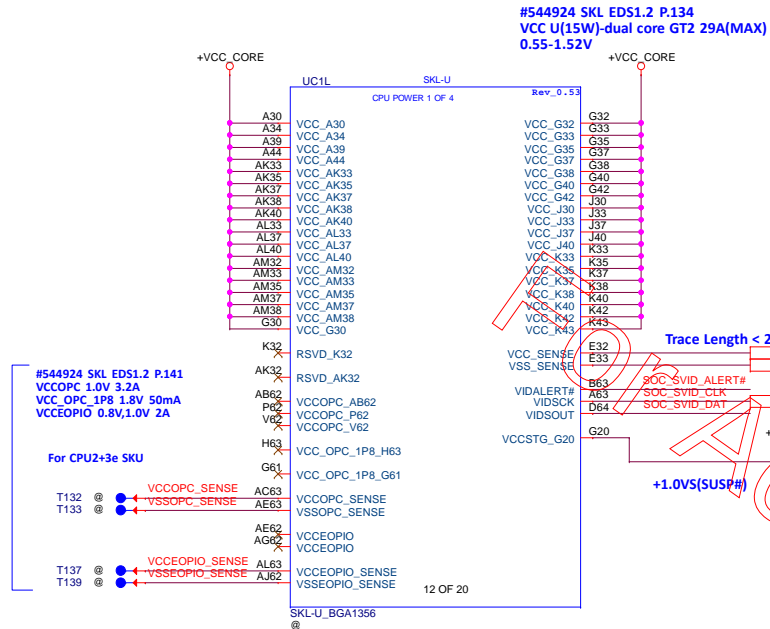 #544924 SKL EDS1.2 P.134
VCC U(15W)-dual core GT2 29A(MAX)
0.55-1.52V
+VCC_CORE
+VCC_CORE
UC1L
SKL-U
Rev_0.53
CPU POWER 1 OF 4
A30 VCC_A30
A34 VCC_A34
A39 VCC_A39
A44 VCC_A44
AK33 VCC_AK33
AK35 VCC_AK35
AK37 VCC_AK37
AK38 VCC_AK38
AK40 VCC_AK40
AL33 VCC_AL33
AL37 VCC_AL37
AL40 VCC_AL40
AM32 VCC_AM32
AM33 VCC_AM33
AM35 VCC_AM35
AM37 VCC_AM37
AM38 VCC_AM38
G30 VCC_G30
K32 RSVD_K32
AK32 RSVD_AK32
AB62 VCCOPC_AB62
P62 VCCOPC_P62
V62 VCCOPC_V62
H63 VCC_OPC_1P8_H63
G61 VCC_OPC_1P8_G61
T132 @ VCCOPC_SENSE AC63 VCCOPC_SENSE
T133 @ VSSOPC_SENSE AE63 VSSOPC_SENSE
AE62 VCCEOPIO
AG62 VCCEOPIO
T137 @ VCCEOPIO_SENSE AL63 VCCEOPIO_SENSE
T139 @ VSSEOPIO_SENSE AJ62 VSSEOPIO_SENSE
#544924 SKL EDS1.2 P.141
VCCOPC 1.0V 3.2A
VCC_OPC_1P8 1.8V 50mA
VCCEOPIO 0.8V,1.0V 2A
For CPU2+3e SKU
VCC_G32 G32
VCC_G33 G33
VCC_G35 G35
VCC_G37 G37
VCC_G38 G38
VCC_G40 G40
VCC_G42 G42
VCC_J30 J30
VCC_J33 J33
VCC_J37 J37
VCC_J40 J40
VCC_K33 K33
VCC_K35 K35
VCC_K37 K37
VCC_K38 K38
VCC_K40 K40
VCC_K42 K42
VCC_K43 K43
VCC_SENSE E32
VSS_SENSE E33
Trace Length < 2
VIDALERT# B63 SOC_SVID_ALERT#
VIDSCK A63 SOC_SVID_CLK
VIDSOUT D64 SOC_SVID_DAT
VCCSTG_G20 G20
+1.0VS(SUSP#)
12 OF 20
SKL-U_BGA1356
@